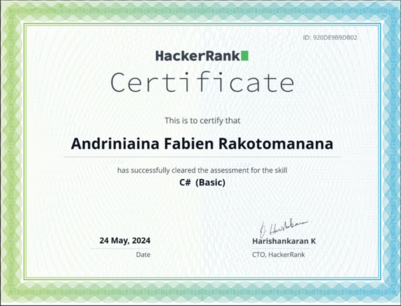 ID: 920DE9B9DB02
HackerRank
Certificate
This is to certify that
Andriniaina Fabien Rakotomanana
has successfully cleared the assessment for the skill
C# (Basic)
24 May, 2024
Harishankaran K
Date
CTO, HackerRank